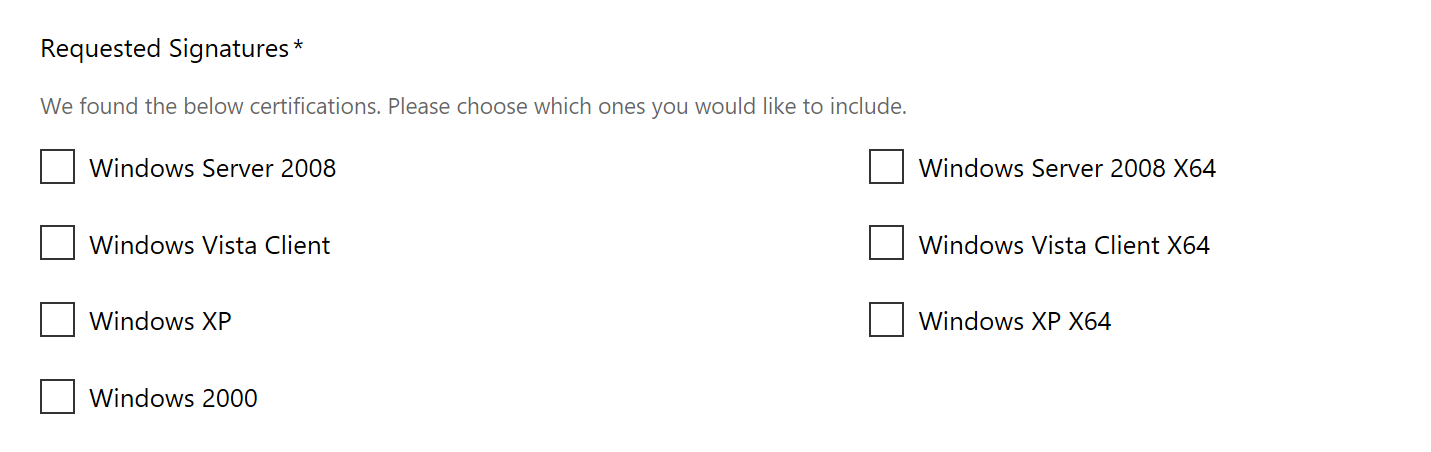 Requested Signatures*
We found the below certifications. Please choose which ones you would like to include.
Windows Server 2008
Windows Server 2008 X64
Windows Vista Client
Windows Vista Client X64
Windows XP
Windows XP X64
Windows 2000